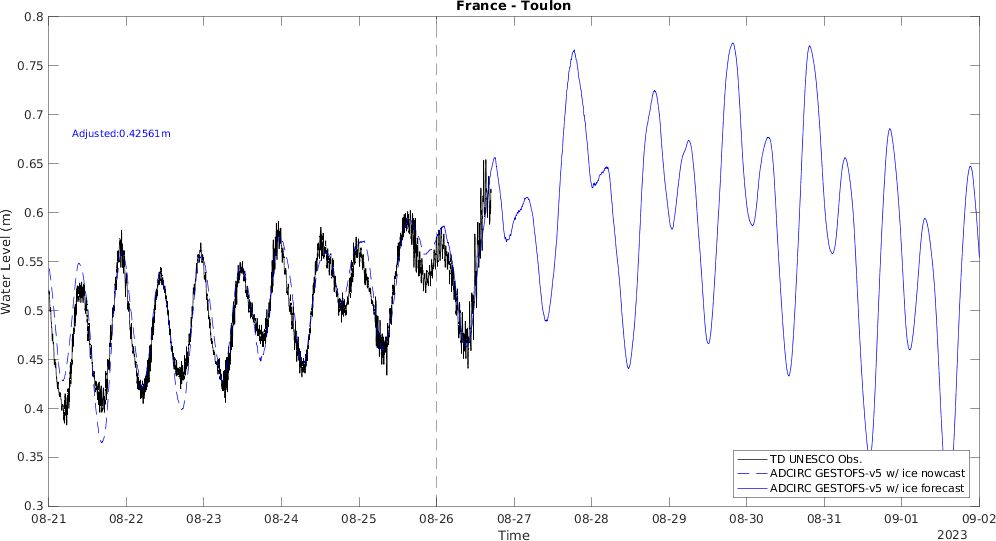 France - Toulon
0.8
0.75
0.7
0.65
0.6
0.55
0.5
0.45
0.4
0.35
0.3
Water Level (m)
Adjusted:0.42561m
TD UNESCO Obs.
ADCIRC GESTOFS-v5 w/ ice nowcast
ADCIRC GESTOFS-v5 w/ ice forecast
08-21 08-22 08-23 08-24 08-25 08-26 08-27 08-28 08-29 08-30 08-31 09-01 09-02
Time
2023